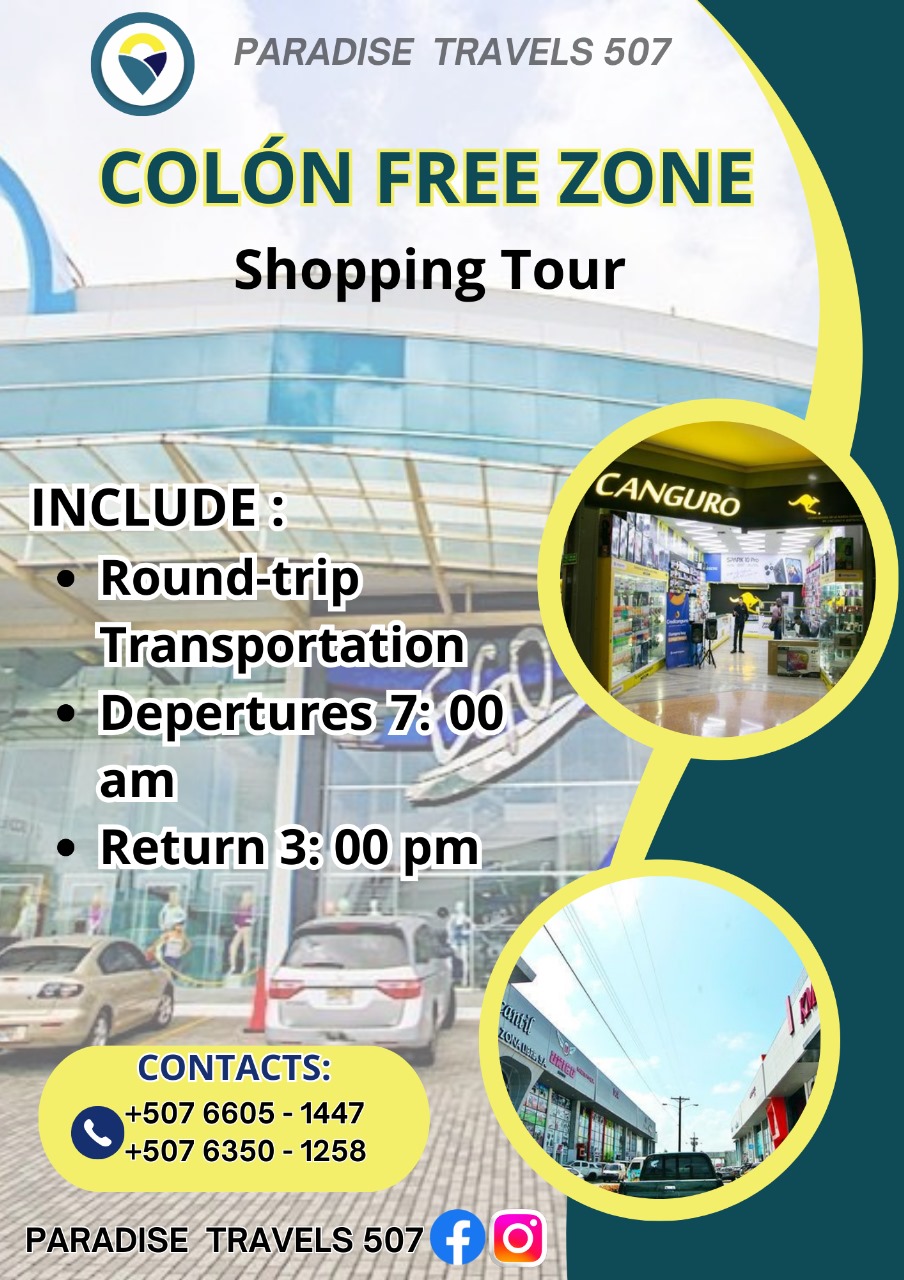 PARADISE TRAVELS 507
COLÓN FREE ZONE
Shopping Tour
CANGURO
INCLUDE :
• Round-trip
Transportation
• Depertures 7: 00
am
• Return 3: 00 pm
CONTACTS:
+507 6605 - 1447
+507 6350 - 1258
PARADISE TRAVELS 507